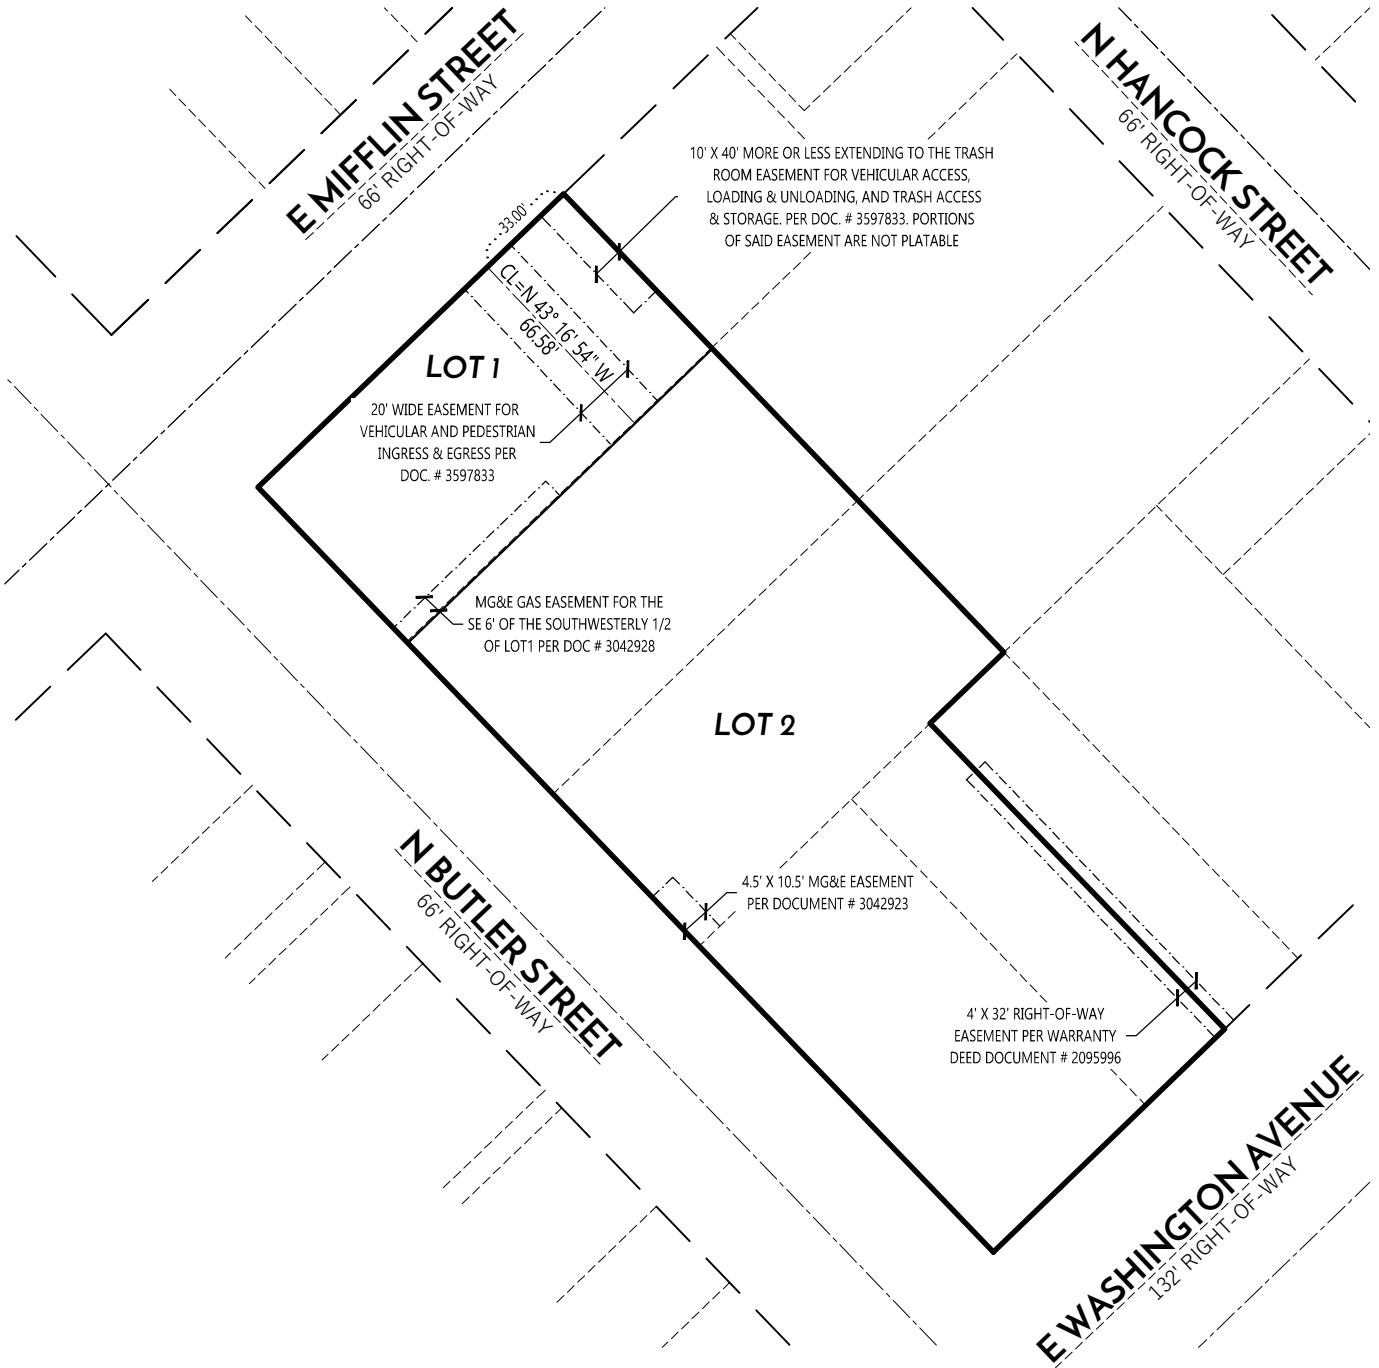 E MIFFLIN STREET
66' RIGHT-OF-WAY
N HANCOCK STREET
66' RIGHT-OF-WAY
10' X 40' MORE OR LESS EXTENDING TO THE TRASH
ROOM EASEMENT FOR VEHICULAR ACCESS,
LOADING & UNLOADING, AND TRASH ACCESS
& STORAGE. PER DOC. # 3597833. PORTIONS
OF SAID EASEMENT ARE NOT PLATABLE
33.00'
CL=N 43° 16' 54" W
66.58'
LOT 1
20' WIDE EASEMENT FOR
VEHICULAR AND PEDESTRIAN
INGRESS & EGRESS PER
DOC. # 3597833
MG&E GAS EASEMENT FOR THE
SE 6' OF THE SOUTHWESTERLY 1/2
OF LOT1 PER DOC # 3042928
LOT 2
N BUTLER STREET
66' RIGHT-OF-WAY
4.5' X 10.5' MG&E EASEMENT
PER DOCUMENT # 3042923
4' X 32' RIGHT-OF-WAY
EASEMENT PER WARRANTY
DEED DOCUMENT # 2095996
E WASHINGTON AVENUE
132' RIGHT-OF-WAY